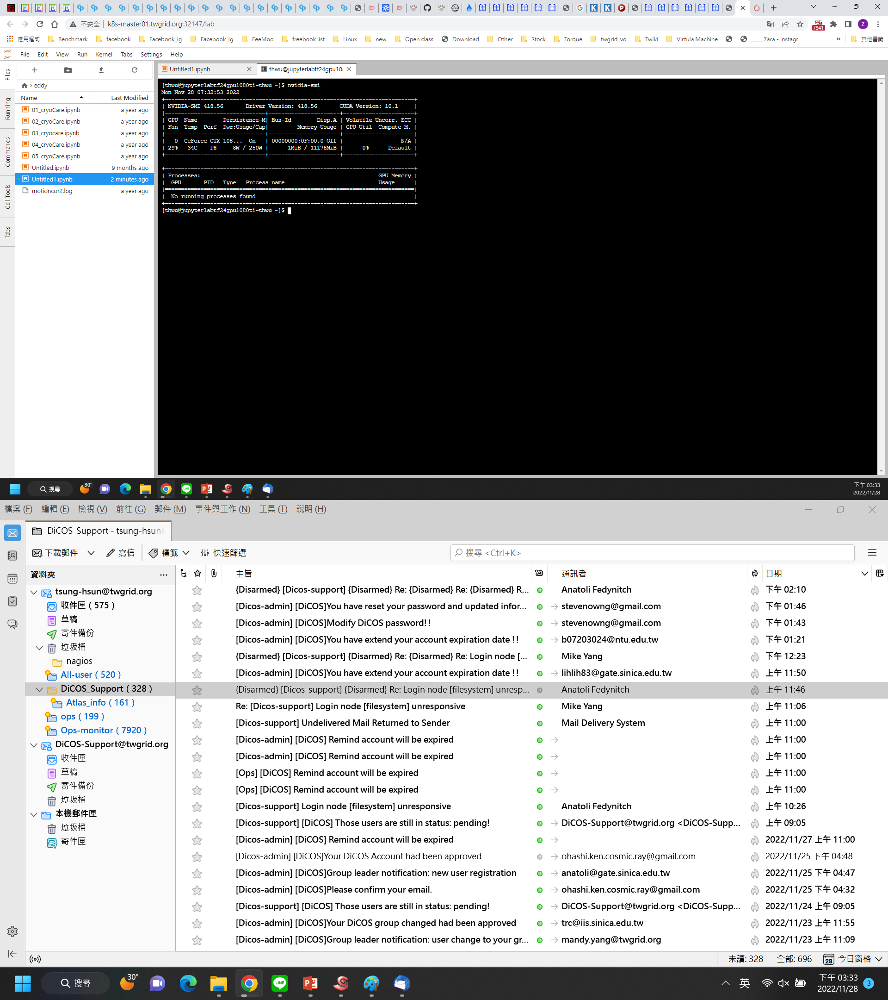 不安全 k8s-master01.twgrid.org:32147/lab
7341
Z
應用程式 Benchmark facebook Facebook_ig Facebook_Ig FeeMoo freebook list Linux new Open class Download Other Stock Torque twgrid_vo Twiki Virtula Machine _____7ara - Instagr... » 其他書籤
File Edit View Run Kernel Tabs Settings Help
Files
Running
Commands
Cell Tools
Tabs
> eddy
Name Last Modified
01_cryoCare.ipynb a year ago
02_cryoCare.ipynb a year ago
03_cryocare.ipynb a year ago
04_cryoCare.ipynb a year ago
05_cryoCare.ipynb a year ago
Untitled.ipynb 9 months ago
Untitled1.ipynb 2 minutes ago
motioncor2.log a year ago
Untitled1.ipynb
thwu@jupyterlabtf24gpu108
[thwu@jupyterlabtf24gpu1080ti-thwu ~]$ nvidia-smi
Mon Nov 28 07:32:53 2022
| NVIDIA-SMI 418.56 Driver Version: 418.56 CUDA Version: 10.1 |
| GPU Name Persistence-M| Bus-Id Disp.A | Volatile Uncorr. ECC |
| Fan Temp Perf Pwr:Usage/Cap| Memory-Usage | GPU-Util Compute M. |
| 0 GeForce GTX 108... On | 00000000:0F:00.0 Off | N/A |
| 29% 34C P8 8W / 250W | 1MiB / 11178MiB | 0% Default |
| Processes: GPU Memory |
| GPU PID Type Process name Usage |
| No running processes found |
[thwu@jupyterlabtf24gpu1080ti-thwu ~]$
搜尋
30°
下午 03:33
2022/11/28
檔案 (F) 編輯 (E) 檢視 (V) 前往 (G) 郵件 (M) 事件與工作 (N) 工具 (T) 說明 (H)
DiCOS_Support - tsung-hsun@
下載郵件 寫信 標籤 快速篩選 搜尋 <Ctrl+K>
資料夾 ...
tsung-hsun@twgrid.org
收件匣 ( 575 )
草稿
寄件備份
垃圾桶
nagios
All-user ( 520 )
DiCOS_Support ( 328 )
Atlas_info ( 161 )
ops ( 199 )
Ops-monitor ( 7920 )
DiCOS-Support@twgrid.org
收件匣
草稿
寄件備份
垃圾桶
本機郵件匣
垃圾桶
寄件匣
主旨 通訊者 日期
{Disarmed} [Dicos-support] {Disarmed} Re: {Disarmed} Re: {Disarmed} R... Anatoli Fedynitch 下午 02:10
[Dicos-admin] [DiCOS]You have reset your password and updated infor... stevenowng@gmail.com 下午 01:46
[Dicos-admin] [DiCOS]Modify DiCOS password!! stevenowng@gmail.com 下午 01:43
[Dicos-admin] [DiCOS]You have extend your account expiration date !! b07203024@ntu.edu.tw 下午 01:21
{Disarmed} [Dicos-support] {Disarmed} Re: {Disarmed} Re: Login node [... Mike Yang 下午 12:23
[Dicos-admin] [DiCOS]You have extend your account expiration date !! lihlih83@gate.sinica.edu.tw 上午 11:50
{Disarmed} [Dicos-support] {Disarmed} Re: Login node [filesystem] unresp... Anatoli Fedynitch 上午 11:46
Re: [Dicos-support] Login node [filesystem] unresponsive Mike Yang 上午 11:06
[Dicos-support] Undelivered Mail Returned to Sender Mail Delivery System 上午 11:00
[Dicos-admin] [DiCOS] Remind account will be expired 上午 11:00
[Dicos-admin] [DiCOS] Remind account will be expired 上午 11:00
[Ops] [DiCOS] Remind account will be expired 上午 11:00
[Ops] [DiCOS] Remind account will be expired 上午 11:00
[Dicos-support] Login node [filesystem] unresponsive Anatoli Fedynitch 上午 10:26
[Dicos-support] [DiCOS] Those users are still in status: pending! DiCOS-Support@twgrid.org <DiCOS-Supp... 上午 09:05
[Dicos-admin] [DiCOS] Remind account will be expired 2022/11/27 上午 11:00
[Dicos-admin] [DiCOS]Your DiCOS Account had been approved ohashi.ken.cosmic.ray@gmail.com 2022/11/25 下午 04:48
[Dicos-admin] [DiCOS]Group leader notification: new user registration anatoli@gate.sinica.edu.tw 2022/11/25 下午 04:47
[Dicos-admin] [DiCOS]Please confirm your email. ohashi.ken.cosmic.ray@gmail.com 2022/11/25 下午 04:32
[Dicos-support] [DiCOS] Those users are still in status: pending! DiCOS-Support@twgrid.org <DiCOS-Supp... 2022/11/24 上午 09:05
[Dicos-admin] [DiCOS]Your DiCOS group changed had been approved trc@iis.sinica.edu.tw 2022/11/23 上午 11:55
[Dicos-admin] [DiCOS]Group leader notification: user change to your gr... mandy.yang@twgrid.org 2022/11/23 上午 11:09
未讀: 328 全部: 696 28 今日窗格
搜尋
30°
英
下午 03:33
2022/11/28
3